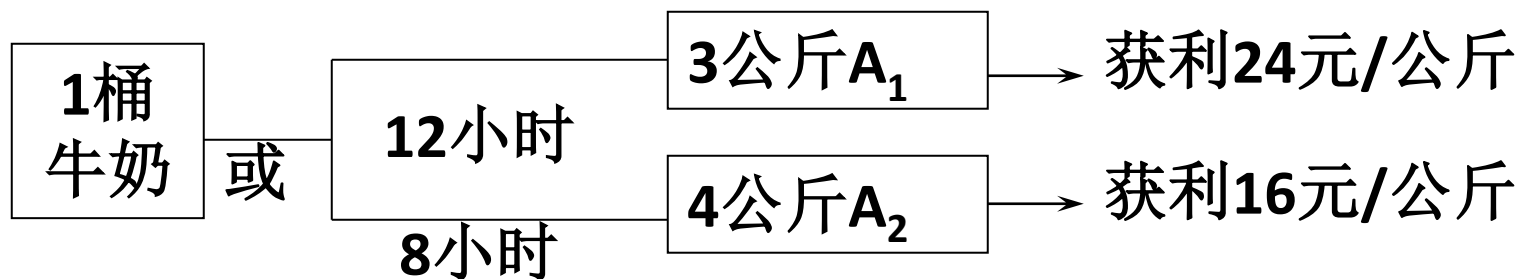 1桶
牛奶
或
12小时
8小时
3公斤A₁
获利24元/公斤
4公斤A₂
获利16元/公斤